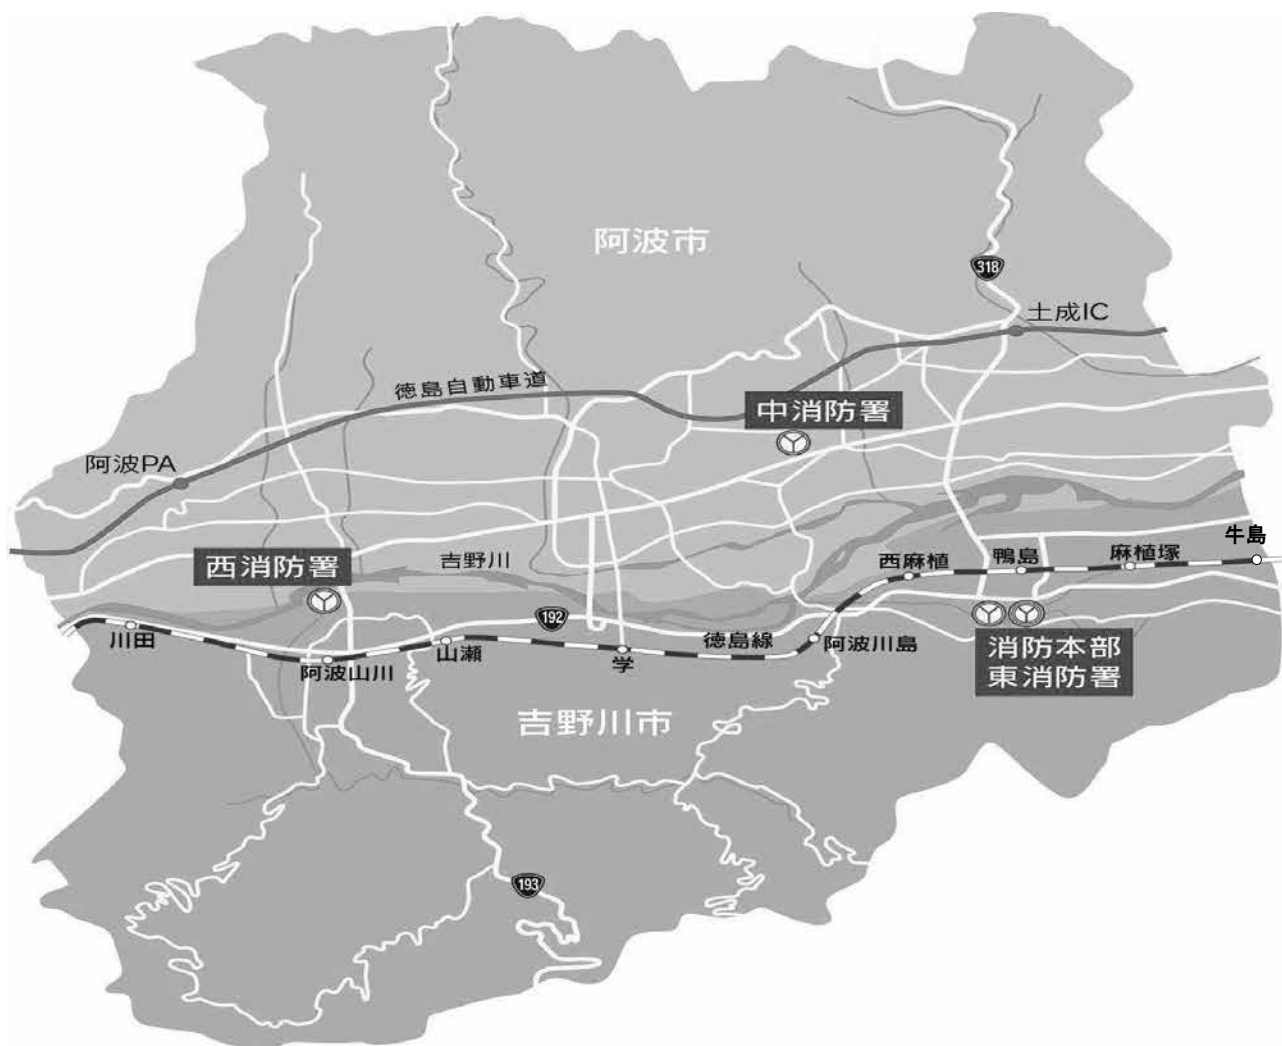 阿波市
318
土成IC
徳島自動車道
中消防署
阿波PA
牛島
西消防署
吉野川
西麻植
鴨島
麻植塚
192
川田
阿波山川
山瀬
学
徳島線
阿波川島
消防本部
東消防署
吉野川市
193